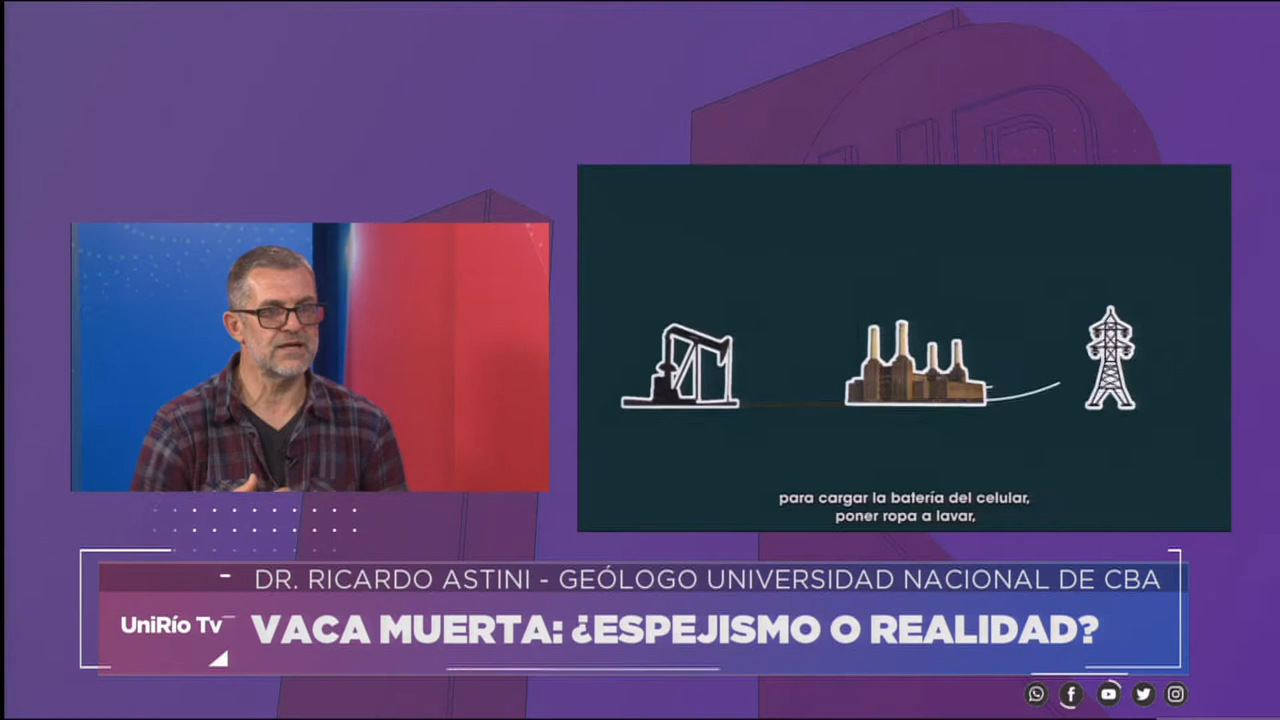 para cargar la batería del celular,
poner ropa a lavar,
DR. RICARDO ASTINI - GEÓLOGO UNIVERSIDAD NACIONAL DE CBA
UniRío Tv
VACA MUERTA: ¿ESPEJISMO O REALIDAD?